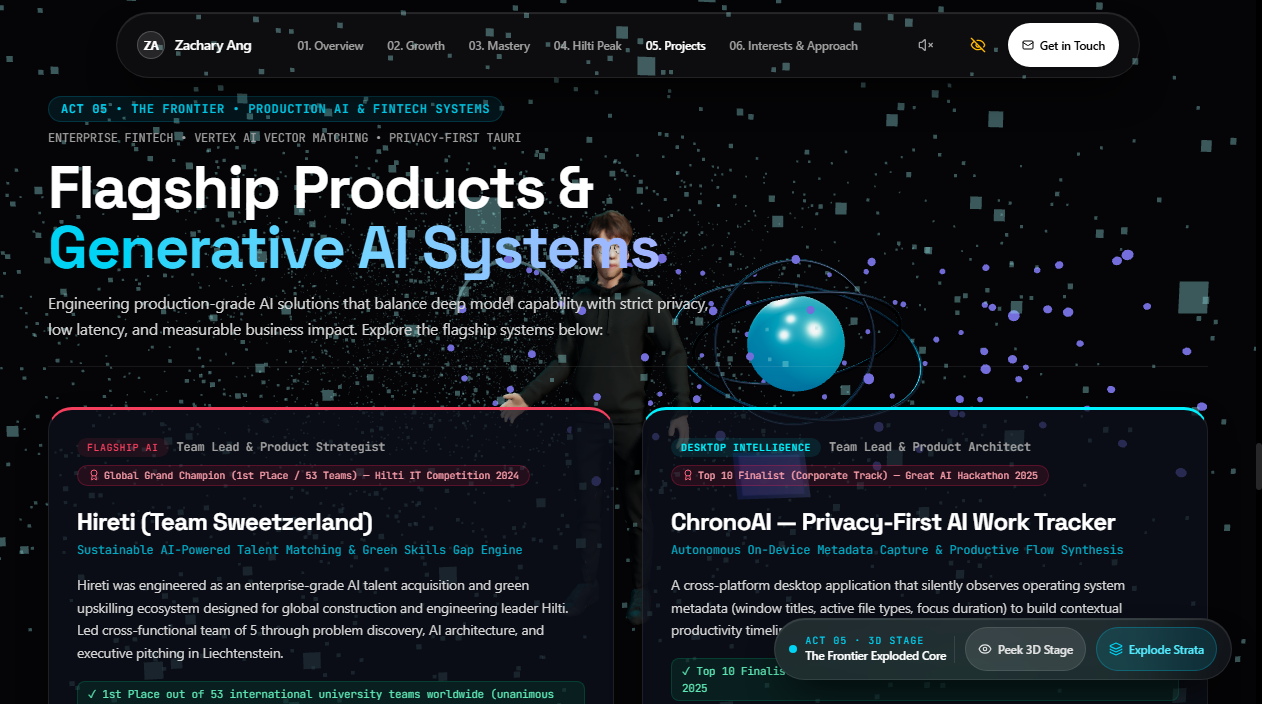 ZA Zachary Ang 01. Overview 02. Growth 03. Mastery 04. Hilti Peak 05. Projects 06. Interests & Approach Get in Touch
ACT 05 • THE FRONTIER • PRODUCTION AI & FINTECH SYSTEMS
ENTERPRISE FINTECH • VERTEX AI VECTOR MATCHING • PRIVACY-FIRST TAURI
Flagship Products &
Generative AI Systems
Engineering production-grade AI solutions that balance deep model capability with strict privacy,
low latency, and measurable business impact. Explore the flagship systems below:
FLAGSHIP AI Team Lead & Product Strategist
Global Grand Champion (1st Place / 53 Teams) — Hilti IT Competition 2024
Hireti (Team Sweetzerland)
Sustainable AI-Powered Talent Matching & Green Skills Gap Engine
Hireti was engineered as an enterprise-grade AI talent acquisition and green
upskilling ecosystem designed for global construction and engineering leader Hilti.
Led cross-functional team of 5 through problem discovery, AI architecture, and
executive pitching in Liechtenstein.
✓ 1st Place out of 53 international university teams worldwide (unanimous
DESKTOP INTELLIGENCE Team Lead & Product Architect
Top 10 Finalist (Corporate Track) — Great AI Hackathon 2025
ChronoAI — Privacy-First AI Work Tracker
Autonomous On-Device Metadata Capture & Productive Flow Synthesis
A cross-platform desktop application that silently observes operating system
metadata (window titles, active file types, focus duration) to build contextual
productivity
✓ Top 10
2025
ACT 05 · 3D STAGE
The Frontier Exploded Core
Peek 3D Stage
Explode Strata